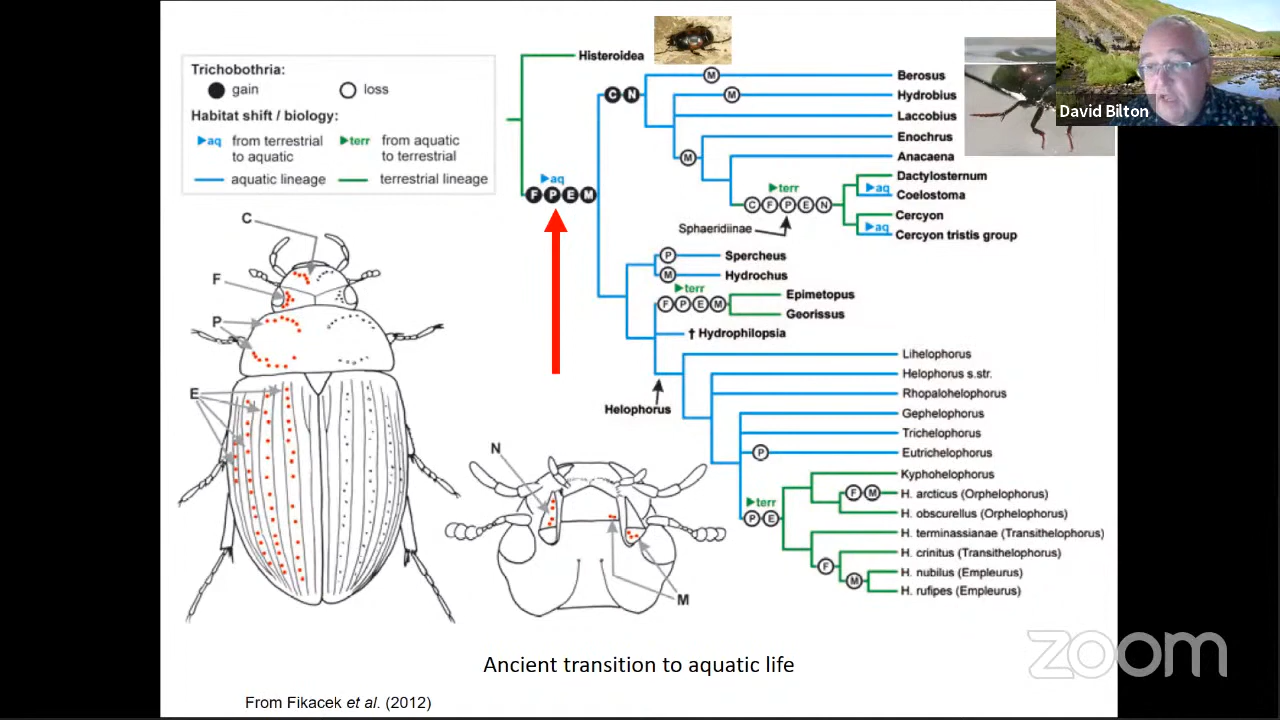 Trichobothria:
gain
loss
Habitat shift / biology:
aq from terrestrial to aquatic
terr from aquatic to terrestrial
aquatic lineage
terrestrial lineage
C
F
P
E
N
M
Histeroidea
aq
F P E M
C N
M
Berosus
M
Hydrobius
Laccobius
M
Enochrus
Anacaena
terr
C F P E N
Sphaeridiinae
Dactylosternum
aq
Coelostoma
Cercyon
aq
Cercyon tristis group
P
Spercheus
M
Hydrochus
terr
F P E M
Epimetopus
Georissus
† Hydrophilopsia
Helophorus
Lihelophorus
Helophorus s.str.
Rhopalohelophorus
Gephelophorus
Trichelophorus
P
Eutrichelophorus
terr
P E
Kyphohelophorus
F M
H. arcticus (Orphelophorus)
H. obscurellus (Orphelophorus)
H. terminassianae (Transithelophorus)
H. crinitus (Transithelophorus)
F
M
H. nubilus (Empleurus)
H. rufipes (Empleurus)
David Bilton
Ancient transition to aquatic life
From Fikacek et al. (2012)
zoom